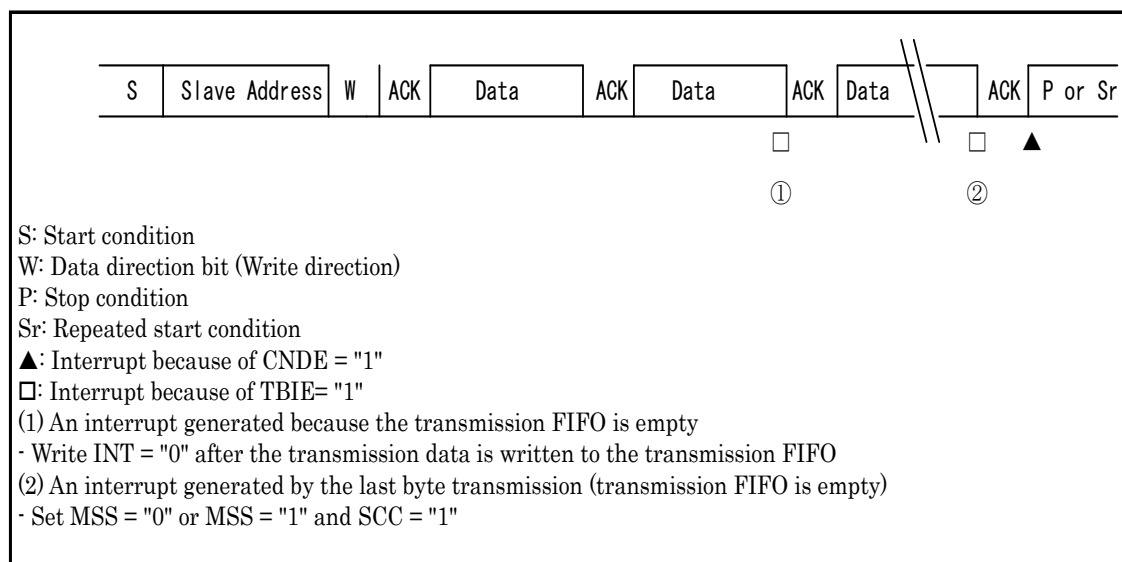 S Slave Address W ACK Data ACK Data ACK Data ACK P or Sr
□ □ ▲
① ②
S: Start condition
W: Data direction bit (Write direction)
P: Stop condition
Sr: Repeated start condition
▲: Interrupt because of CNDE = "1"
□: Interrupt because of TBIE= "1"
(1) An interrupt generated because the transmission FIFO is empty
- Write INT = "0" after the transmission data is written to the transmission FIFO
(2) An interrupt generated by the last byte transmission (transmission FIFO is empty)
- Set MSS = "0" or MSS = "1" and SCC = "1"